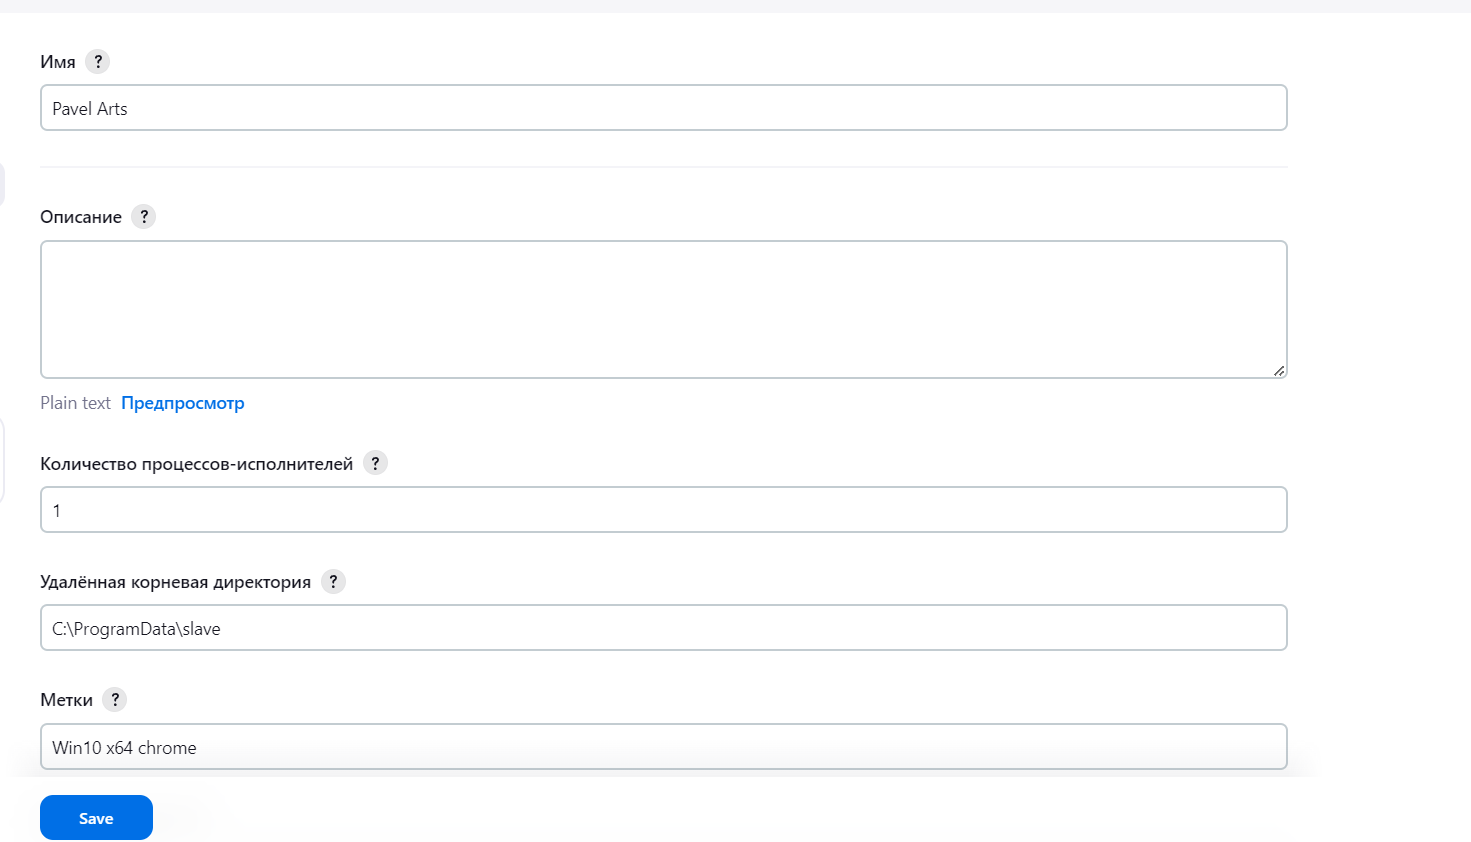 Имя ?
Pavel Arts
Описание ?
Plain text Предпросмотр
Количество процессов-исполнителей ?
1
Удалённая корневая директория ?
C:\ProgramData\slave
Метки ?
Win10 x64 chrome
Save